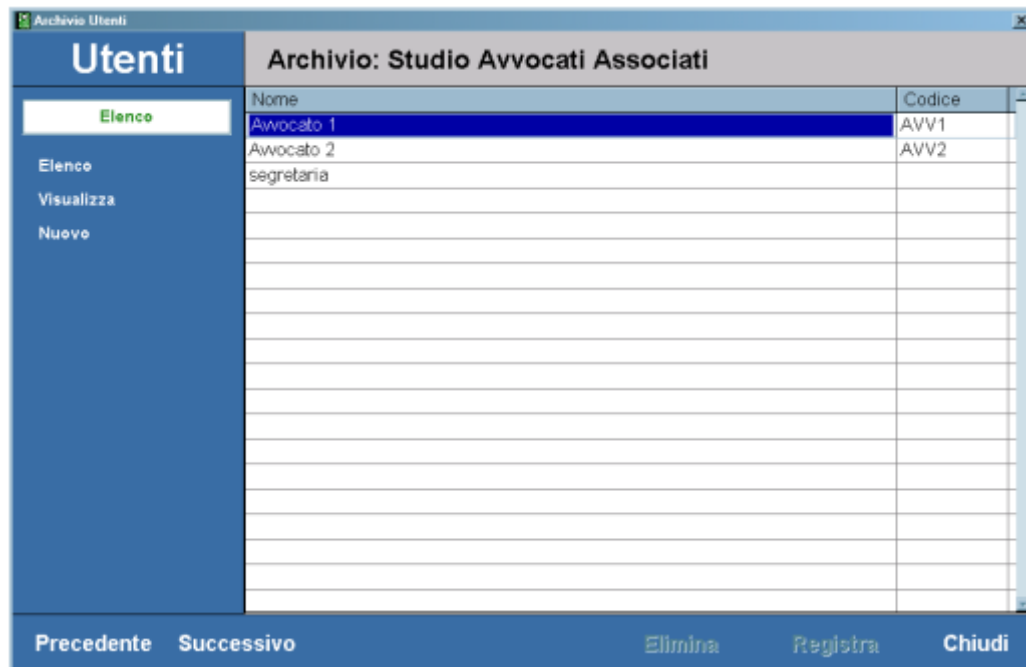 Archivio Utenti
Utenti
Archivio: Studio Avvocati Associati
Elenco
Elenco
Visualizza
Nuovo
Nome Codice
Avvocato 1 AVV1
Avvocato 2 AVV2
segretaria
Precedente Successivo Elimina Registra Chiudi